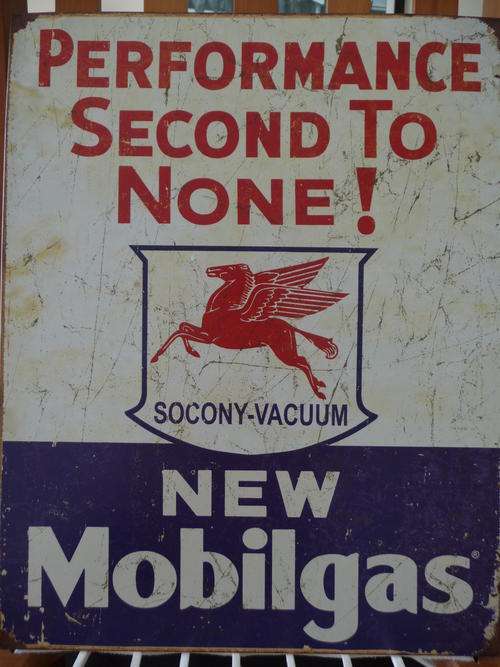 PERFORMANCE
SECOND TO
NONE!
SOCONY-VACUUM
NEW
Mobilgas®